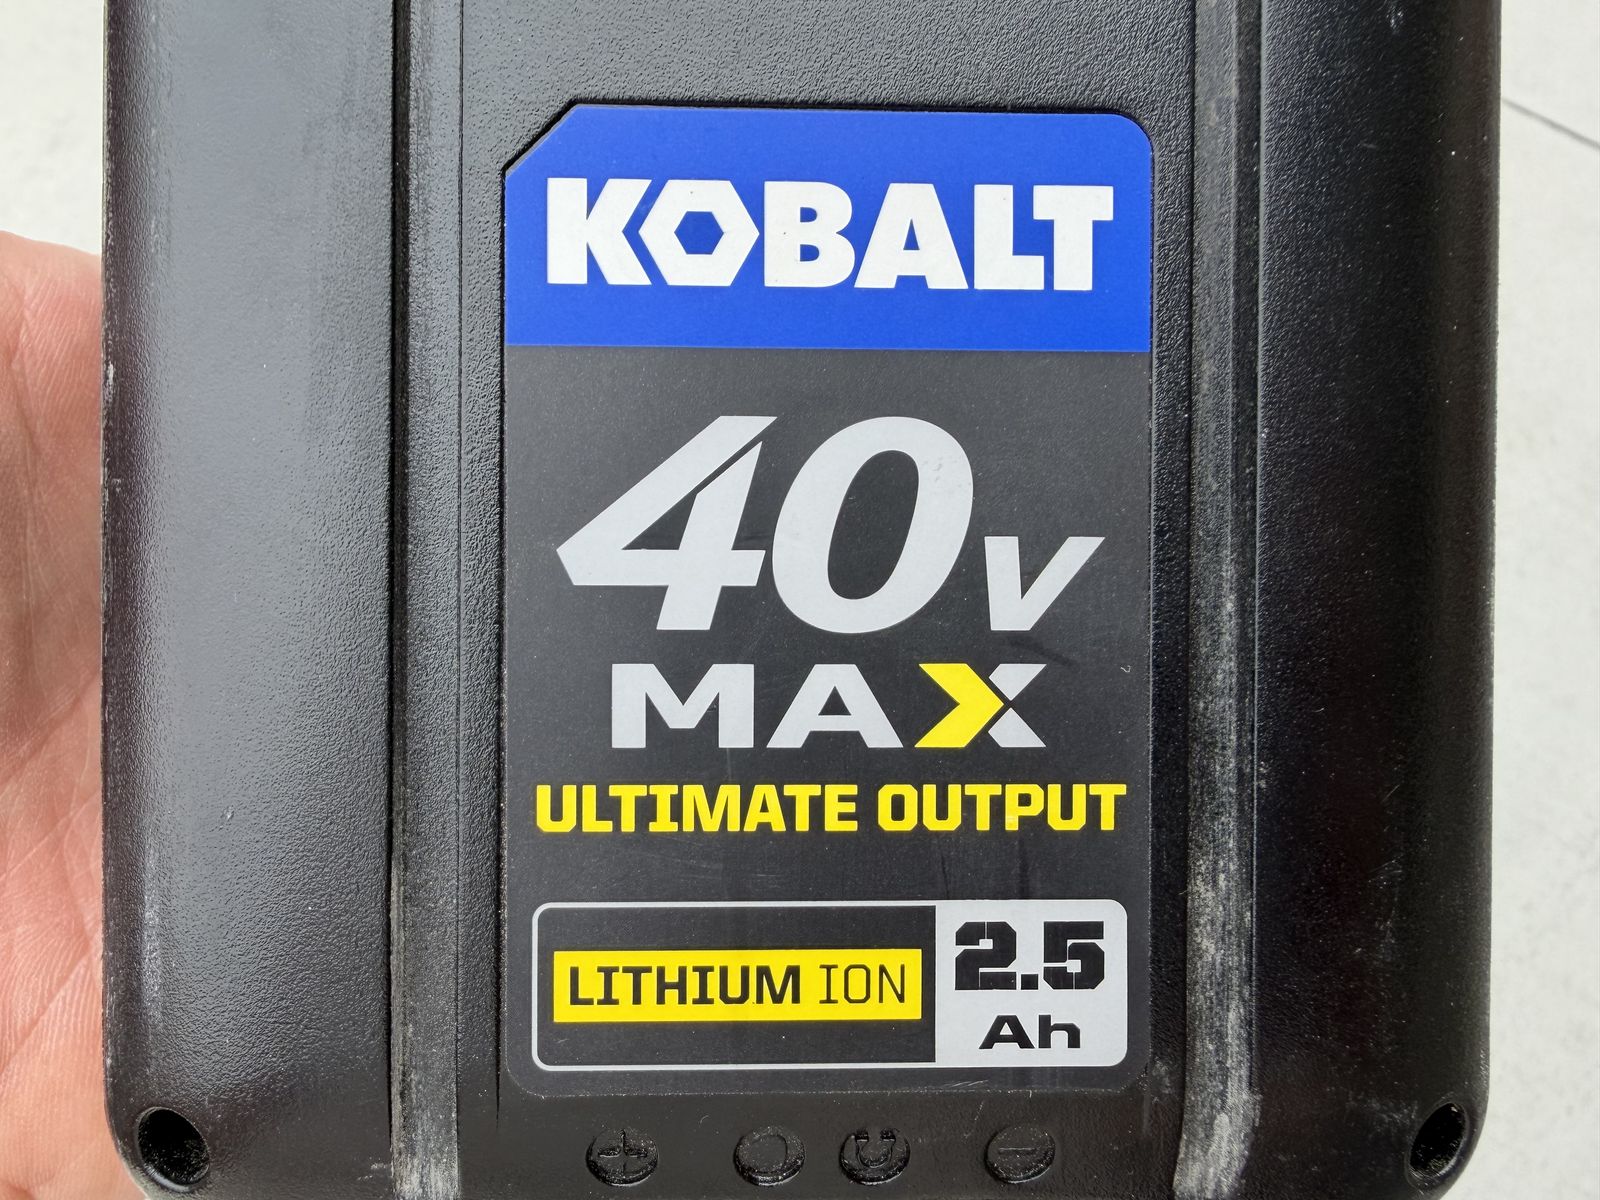 KOBALT
40V
MAX
ULTIMATE OUTPUT
LITHIUM ION
2.5
Ah
+ -